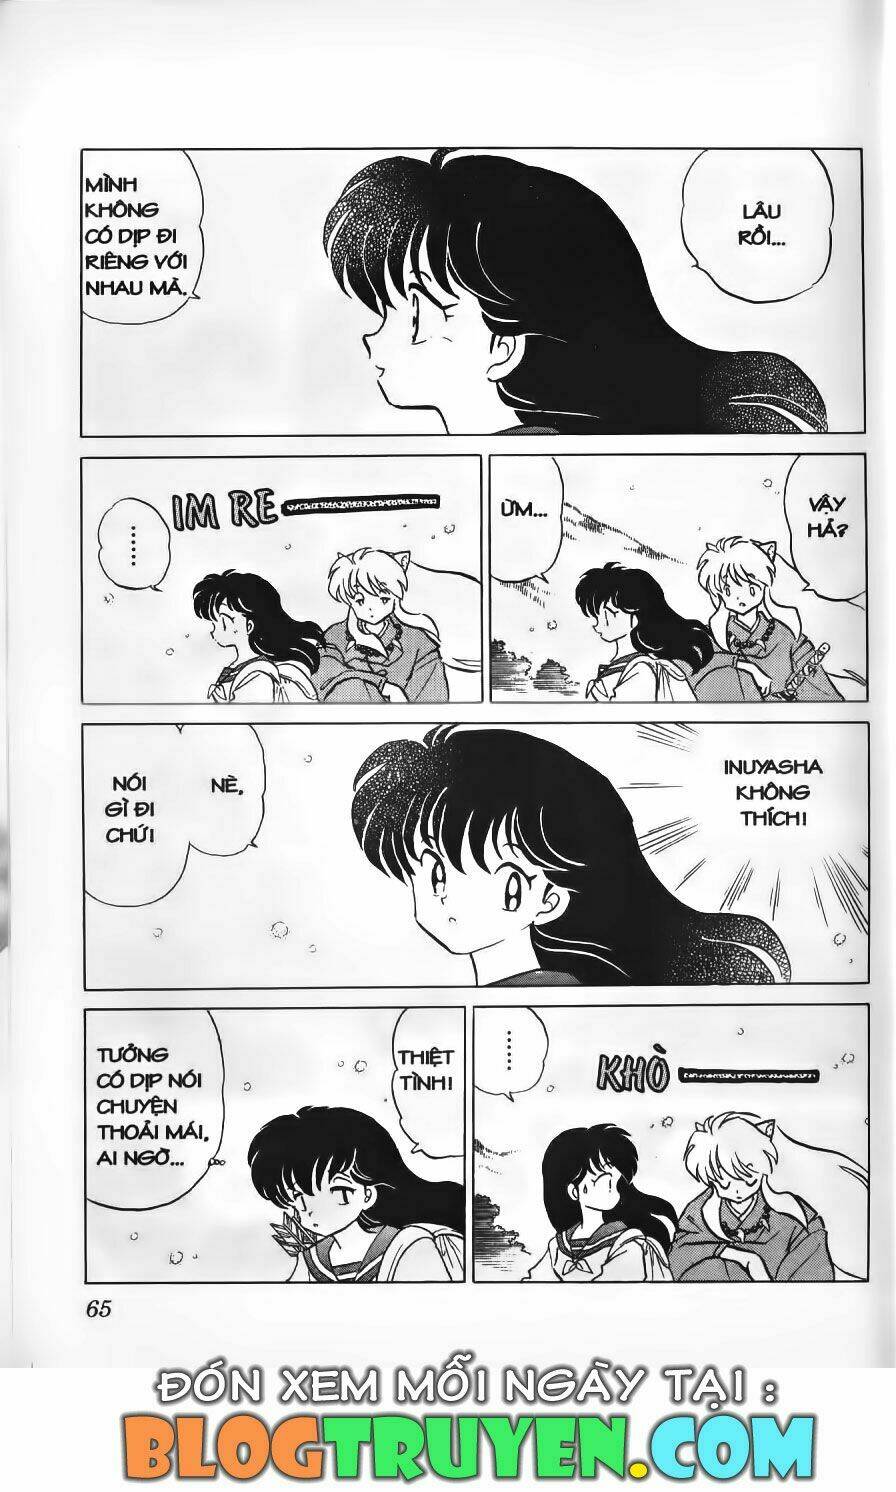 LÂU
RỒI...
MÌNH
KHÔNG
CÓ DỊP ĐI
RIÊNG VỚI
NHAU MÀ.
VẬY
HẢ?
ỪM...
IM RE
......
INUYASHA
KHÔNG
THÍCH!
NÈ,
NÓI
GÌ ĐI
CHỨ!
KHÒ
......
THIỆT
TÌNH!
TƯỞNG
CÓ DỊP NÓI
CHUYỆN
THOẢI MÁI,
AI NGỜ...
65
ĐÓN XEM MỖI NGÀY TẠI :
BLOGTRUYEN.COM